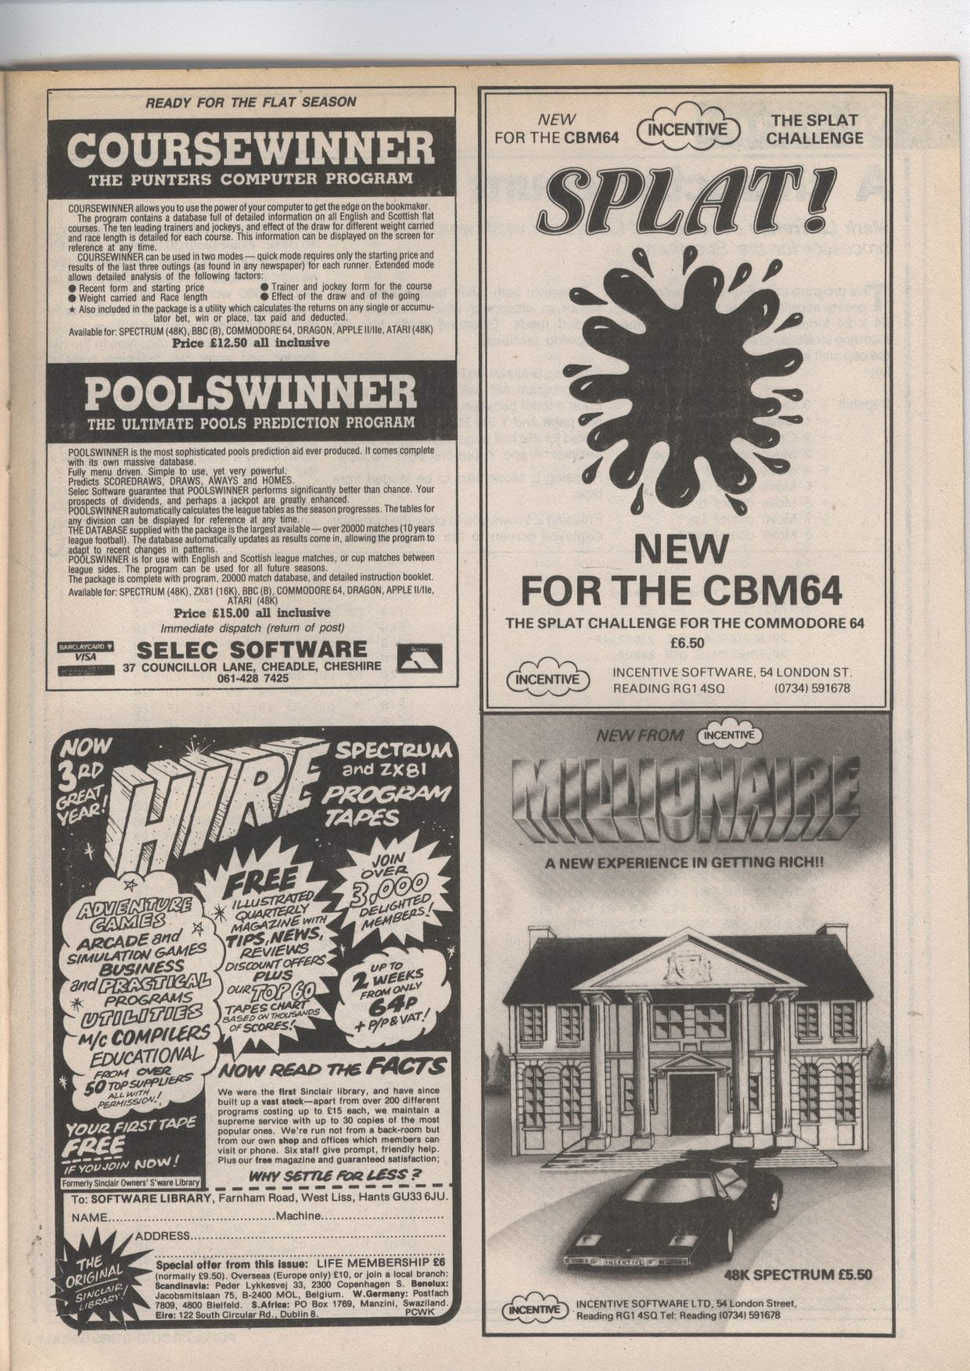 READY FOR THE FLAT SEASON
COURSEWINNER
THE PUNTERS COMPUTER PROGRAM
COURSEWINNER allows you to use the power of your computer to get the edge on the bookmaker.
The program contains a database full of detailed information on all English and Scottish flat
courses. The ten leading trainers and jockeys, and effect of the draw for different weight carried
and race length is detailed for each course. This information can be displayed on the screen for
reference at any time.
COURSEWINNER can be used in two modes — quick mode requires only the starting price and
results of the last three outings (as found in any newspaper) for each runner. Extended mode
allows detailed analysis of the following factors:
● Recent form and starting price ● Trainer and jockey form for the course
● Weight carried and Race length ● Effect of the draw and of the going
★ Also included in the package is a utility which calculates the returns on any single or accumu-
lator bet, win or place, tax paid and deducted.
Available for: SPECTRUM (48K), BBC (B), COMMODORE 64, DRAGON, APPLE II/IIe, ATARI (48K)
Price £12.50 all inclusive
POOLSWINNER
THE ULTIMATE POOLS PREDICTION PROGRAM
POOLSWINNER is the most sophisticated pools prediction aid ever produced. It comes complete
with its own massive database.
Fully menu driven. Simple to use, yet very powerful.
Predicts SCOREDRAWS, DRAWS, AWAYS and HOMES.
Selec Software guarantee that POOLSWINNER performs significantly better than chance. Your
prospects of dividends, and perhaps a jackpot are greatly enhanced.
POOLSWINNER automatically calculates the league tables as the season progresses. The tables for
any division can be displayed for reference at any time.
THE DATABASE supplied with the package is the largest available — over 20000 matches (10 years
league football). The database automatically updates as results come in, allowing the program to
adapt to recent changes in patterns.
POOLSWINNER is for use with English and Scottish league matches, or cup matches between
league sides. The program can be used for all future seasons.
The package is complete with program, 20000 match database, and detailed instruction booklet.
Available for: SPECTRUM (48K), ZX81 (16K), BBC (B), COMMODORE 64, DRAGON, APPLE II/IIe,
ATARI (48K)
Price £15.00 all inclusive
Immediate dispatch (return of post)
BARCLAYCARD
VISA
SELEC SOFTWARE
37 COUNCILLOR LANE, CHEADLE, CHESHIRE
061-428 7425
Access
NEW
FOR THE CBM64
INCENTIVE
THE SPLAT
CHALLENGE
SPLAT!
NEW
FOR THE CBM64
THE SPLAT CHALLENGE FOR THE COMMODORE 64
£6.50
INCENTIVE
INCENTIVE SOFTWARE, 54 LONDON ST.
READING RG1 4SQ (0734) 591678
NOW
3RD
GREAT
YEAR!
HIRE
SPECTRUM
and ZX81
PROGRAM
TAPES
ADVENTURE
GAMES
ARCADE and
SIMULATION GAMES
BUSINESS
and PRACTICAL
PROGRAMS
UTILITIES
M/c COMPILERS
EDUCATIONAL
FROM OVER
50 TOP SUPPLIERS
ALL WITH
PERMISSION!
FREE
ILLUSTRATED
QUARTERLY
MAGAZINE WITH
TIPS, NEWS,
REVIEWS
DISCOUNT OFFERS
PLUS
OUR TOP 60
TAPES CHART
BASED ON THOUSANDS
OF SCORES!
JOIN
OVER
3,000
DELIGHTED
MEMBERS!
UP TO
2 WEEKS
FROM ONLY
64p
+ P/P & VAT!
YOUR FIRST TAPE
FREE
IF YOU JOIN NOW!
Formerly Sinclair Owners' S'ware Library
NOW READ THE FACTS
We were the first Sinclair library, and have since
built up a vast stock—apart from over 200 different
programs costing up to £15 each, we maintain a
supreme service with up to 30 copies of the most
popular ones. We're run not from a back-room but
from our own shop and offices which members can
visit or phone. Six staff give prompt, friendly help.
Plus our free magazine and guaranteed satisfaction;
WHY SETTLE FOR LESS?
To: SOFTWARE LIBRARY, Farnham Road, West Liss, Hants GU33 6JU.
NAME Machine
ADDRESS
THE
ORIGINAL
SINCLAIR
LIBRARY!
Special offer from this issue: LIFE MEMBERSHIP £6
(normally £9.50). Overseas (Europe only) £10, or join a local branch:
Scandinavia: Peder Lykkesvej 33, 2300 Copenhagen S. Benelux:
Jacobsmitslaan 75, B-2400 MOL, Belgium. W.Germany: Postfach
7809, 4800 Bielfeld. S.Africa: PO Box 1769, Manzini, Swaziland.
Eire: 122 South Circular Rd., Dublin 8. PCWK
NEW FROM INCENTIVE
MILLIONAIRE
A NEW EXPERIENCE IN GETTING RICH!!
INCENTIVE
48K SPECTRUM £5.50
INCENTIVE
INCENTIVE SOFTWARE LTD, 54 London Street,
Reading RG1 4SQ Tel: Reading (0734) 591678